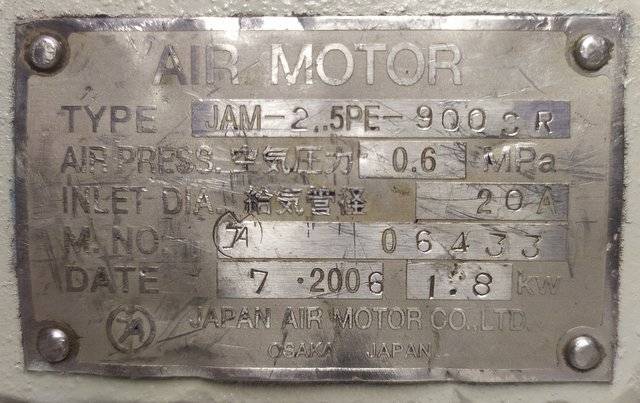 AIR MOTOR
TYPE JAM-2.5PE-900SR
AIR PRESS. 空気圧力 0.6 MPa
INLET DIA. 給気管径 20A
M. NO. 06433
DATE 7 .2006 1.8 KW
JAPAN AIR MOTOR CO.,LTD.
OSAKA JAPAN